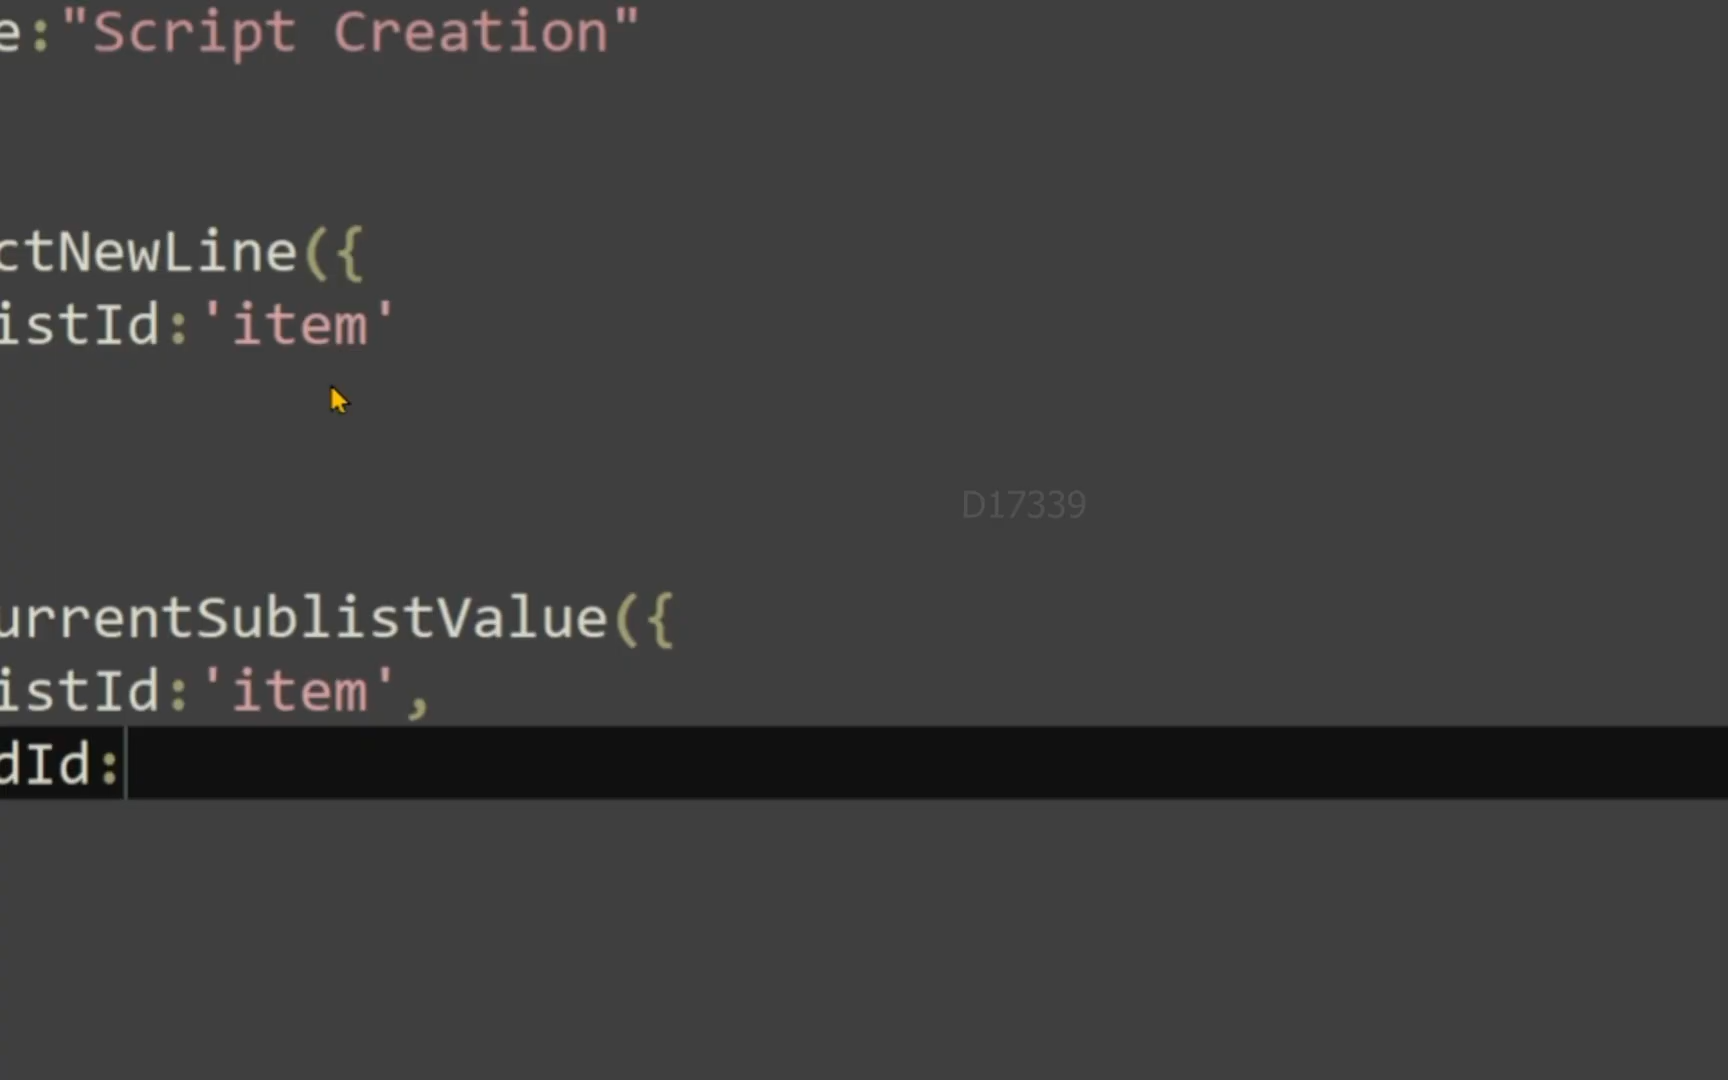 e:"Script Creation"
ctNewLine({
istId:'item'
D17339
urrentSublistValue({
istId:'item',
dId: